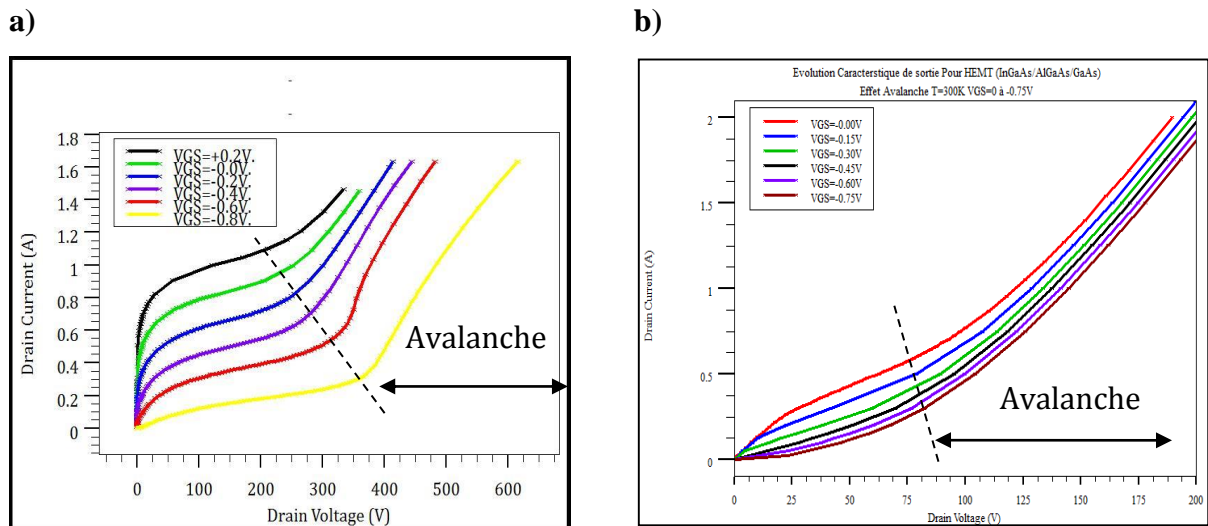 a)
b)
-
-
1.8
1.6
1.4
1.2
1
0.8
0.6
0.4
0.2
0
Drain Current (A)
VGS=+0.2V.
VGS=-0.0V.
VGS=-0.2V.
VGS=-0.4V.
VGS=-0.6V.
VGS=-0.8V.
Avalanche
0 100 200 300 400 500 600
Drain Voltage (V)
Evolution Caracterstique de sortie Pour HEMT (InGaAs/AlGaAs/GaAs)
Effet Avalanche T=300K VGS=0 à -0.75V
2
1.5
1
0.5
0
Drain Current (A)
VGS=-0.00V
VGS=-0.15V
VGS=-0.30V
VGS=-0.45V
VGS=-0.60V
VGS=-0.75V
Avalanche
0 25 50 75 100 125 150 175 200
Drain Voltage (V)